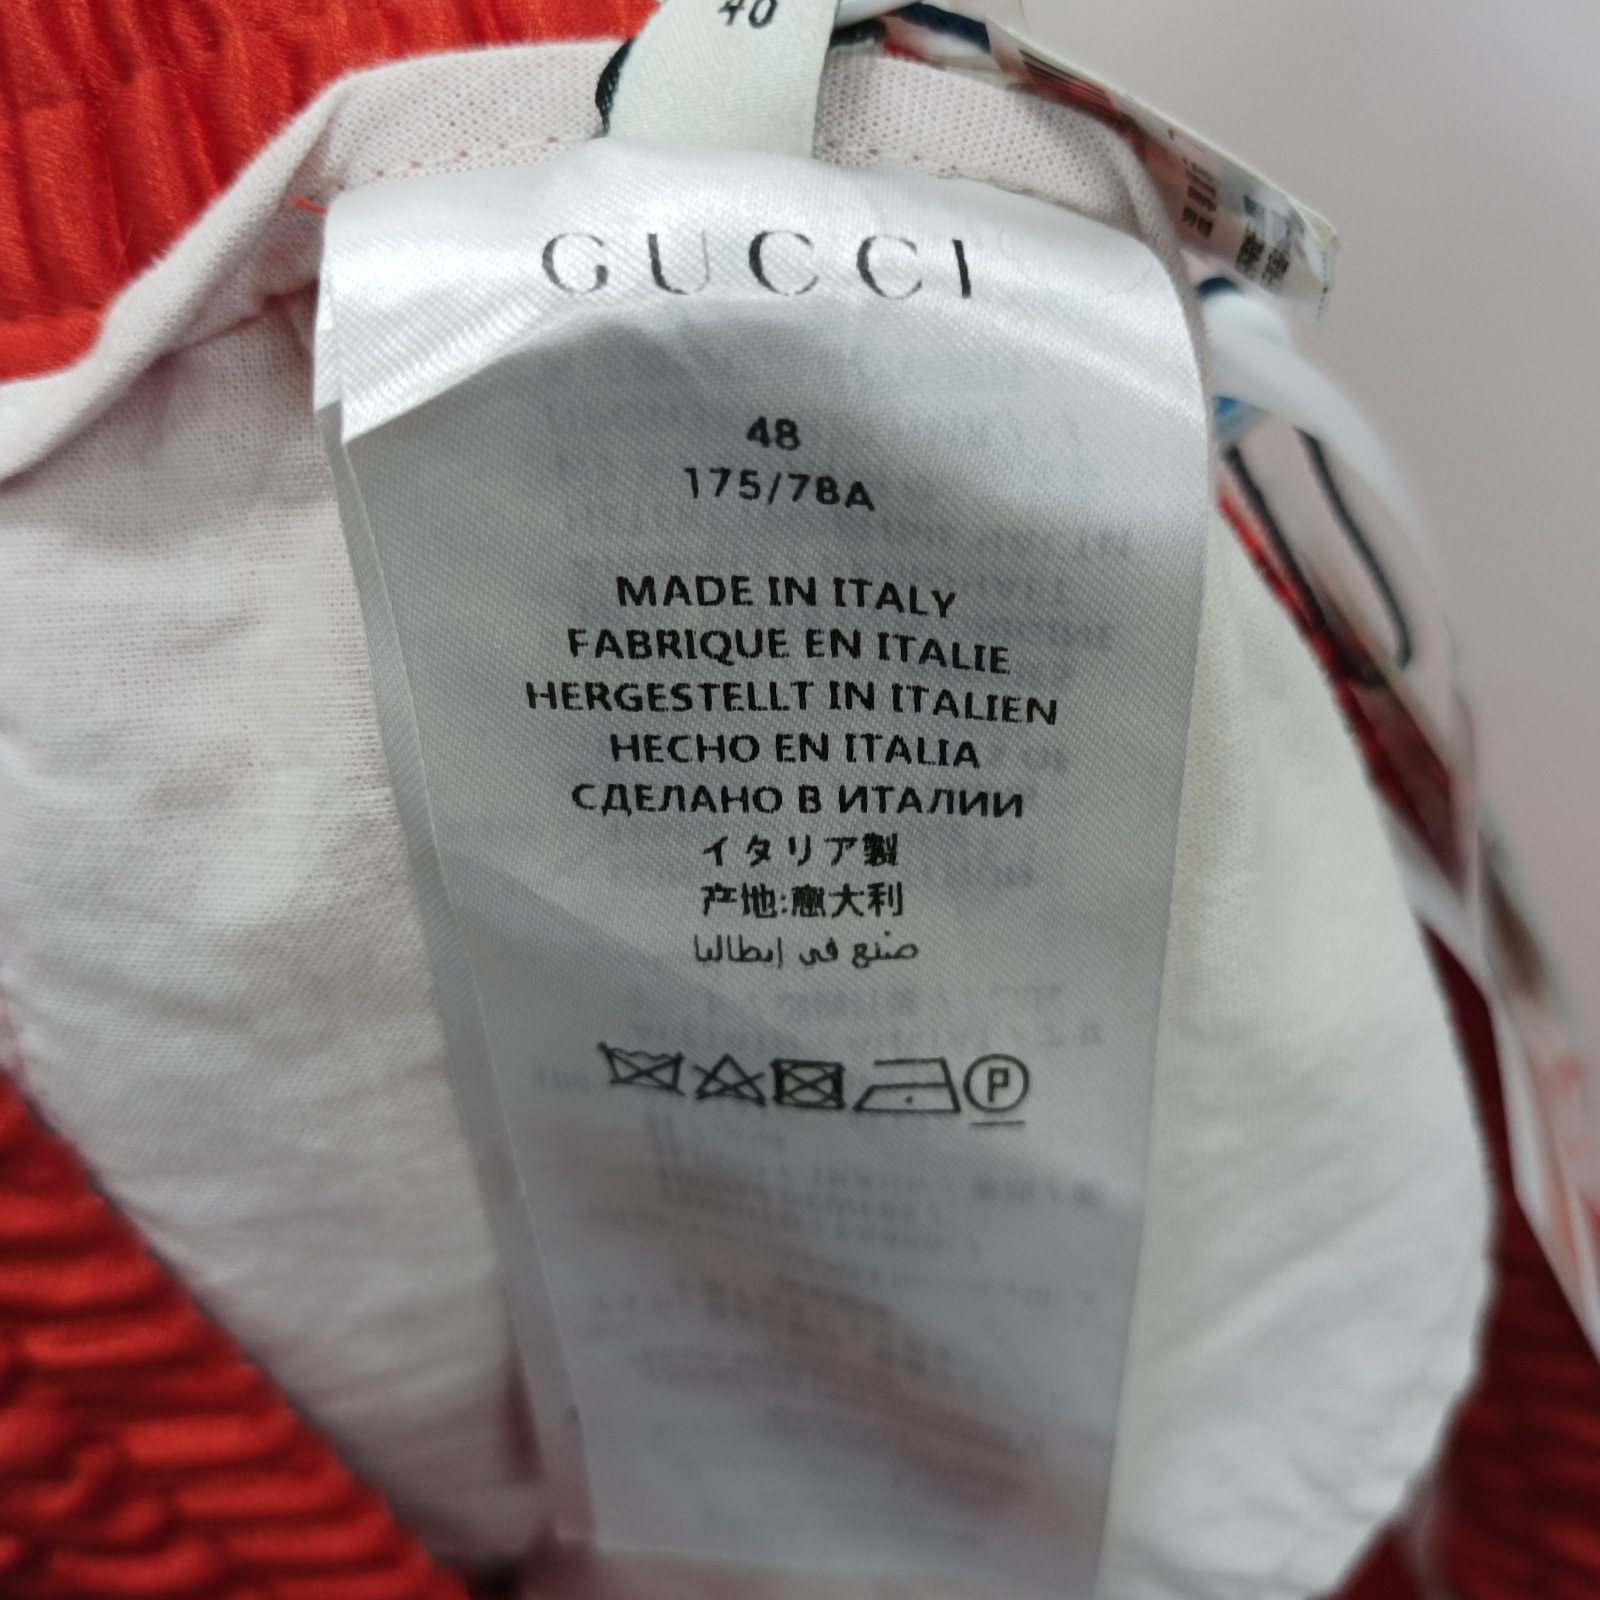 GUCCI
48
175/78A
MADE IN ITALY
FABRIQUE EN ITALIE
HERGESTELLT IN ITALIEN
HECHO EN ITALIA
СДЕЛАНО В ИТАЛИИ
イタリア製
产地:意大利
صنع في إيطاليا
P